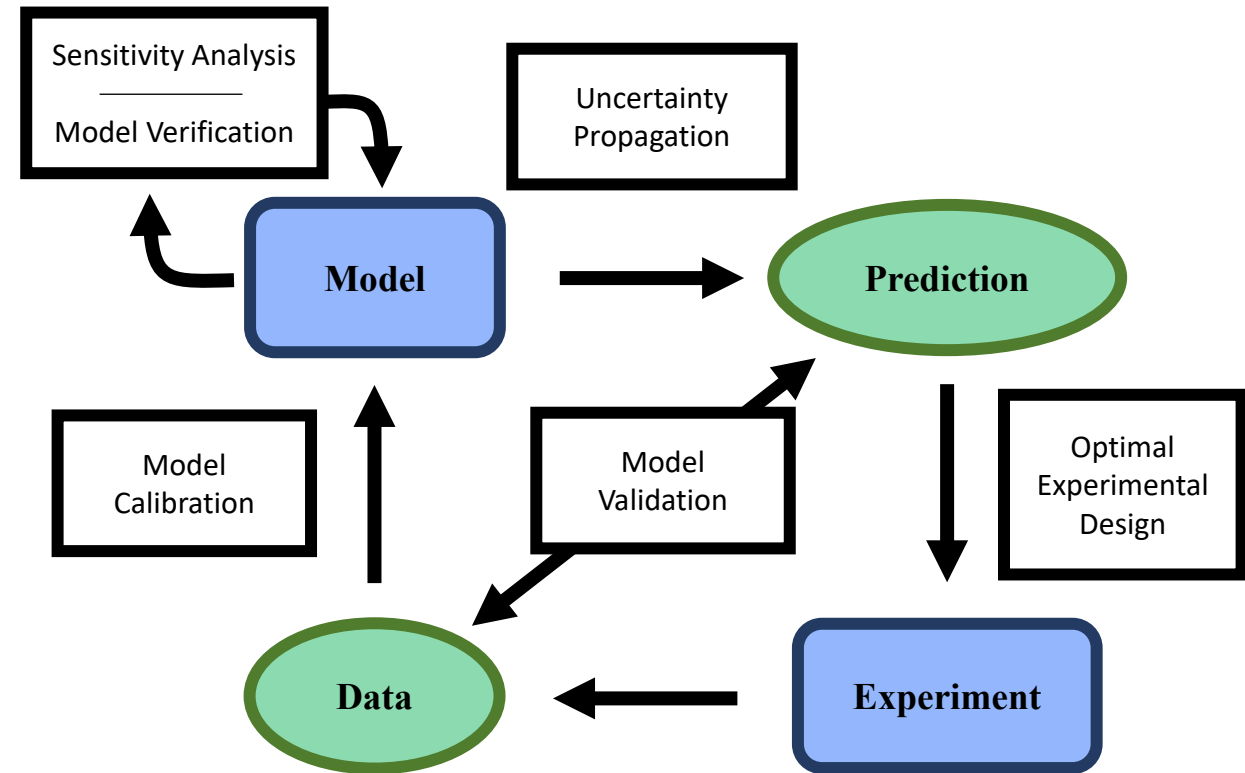 Sensitivity Analysis
Model Verification
Uncertainty
Propagation
Model
Prediction
Model
Calibration
Model
Validation
Optimal
Experimental
Design
Data
Experiment